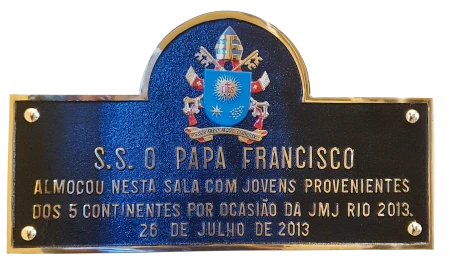 S.S. O PAPA FRANCISCO
ALMOÇOU NESTA SALA COM JOVENS PROVENIENTES
DOS 5 CONTINENTES POR OCASIÃO DA JMJ RIO 2013.
26 DE JULHO DE 2013